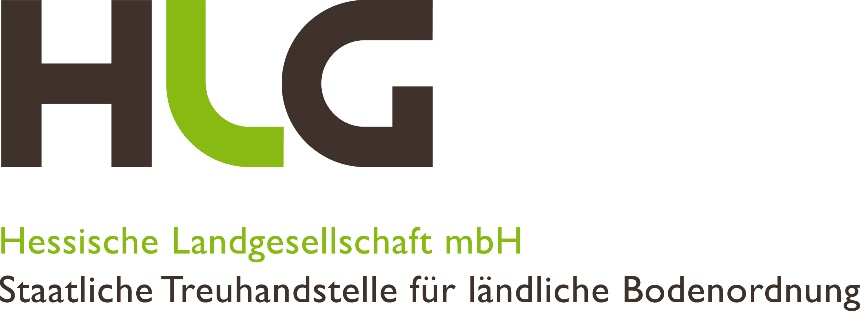 HLG
Hessische Landgesellschaft mbH
Staatliche Treuhandstelle für ländliche Bodenordnung